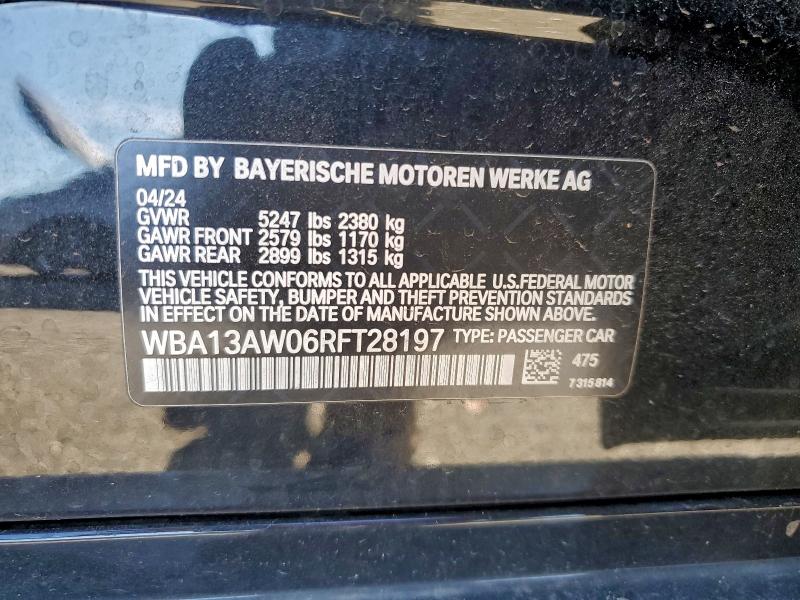 MFD BY BAYERISCHE MOTOREN WERKE AG
04/24
GVWR 5247 lbs 2380 kg
GAWR FRONT 2579 lbs 1170 kg
GAWR REAR 2899 lbs 1315 kg
THIS VEHICLE CONFORMS TO ALL APPLICABLE U.S.FEDERAL MOTOR
VEHICLE SAFETY, BUMPER AND THEFT PREVENTION STANDARDS
IN EFFECT ON THE DATE OF MANUFACTURE SHOWN ABOVE.
WBA13AW06RFT28197 TYPE: PASSENGER CAR
475
7 315 814